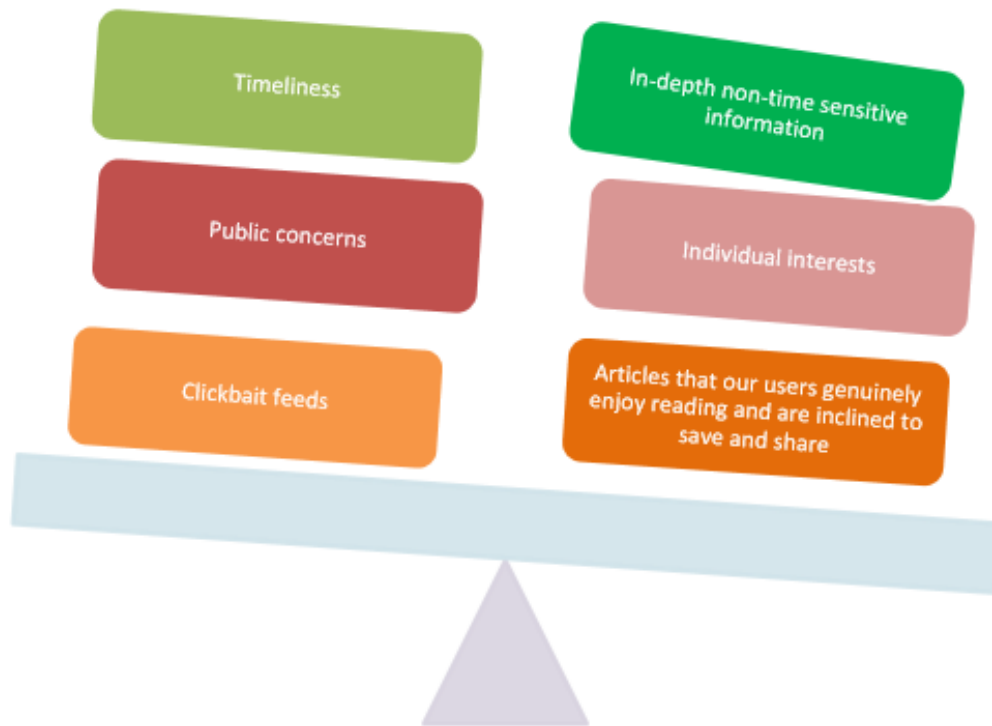 Timeliness
In-depth non-time sensitive
information
Public concerns
Individual interests
Clickbait feeds
Articles that our users genuinely
enjoy reading and are inclined to
save and share